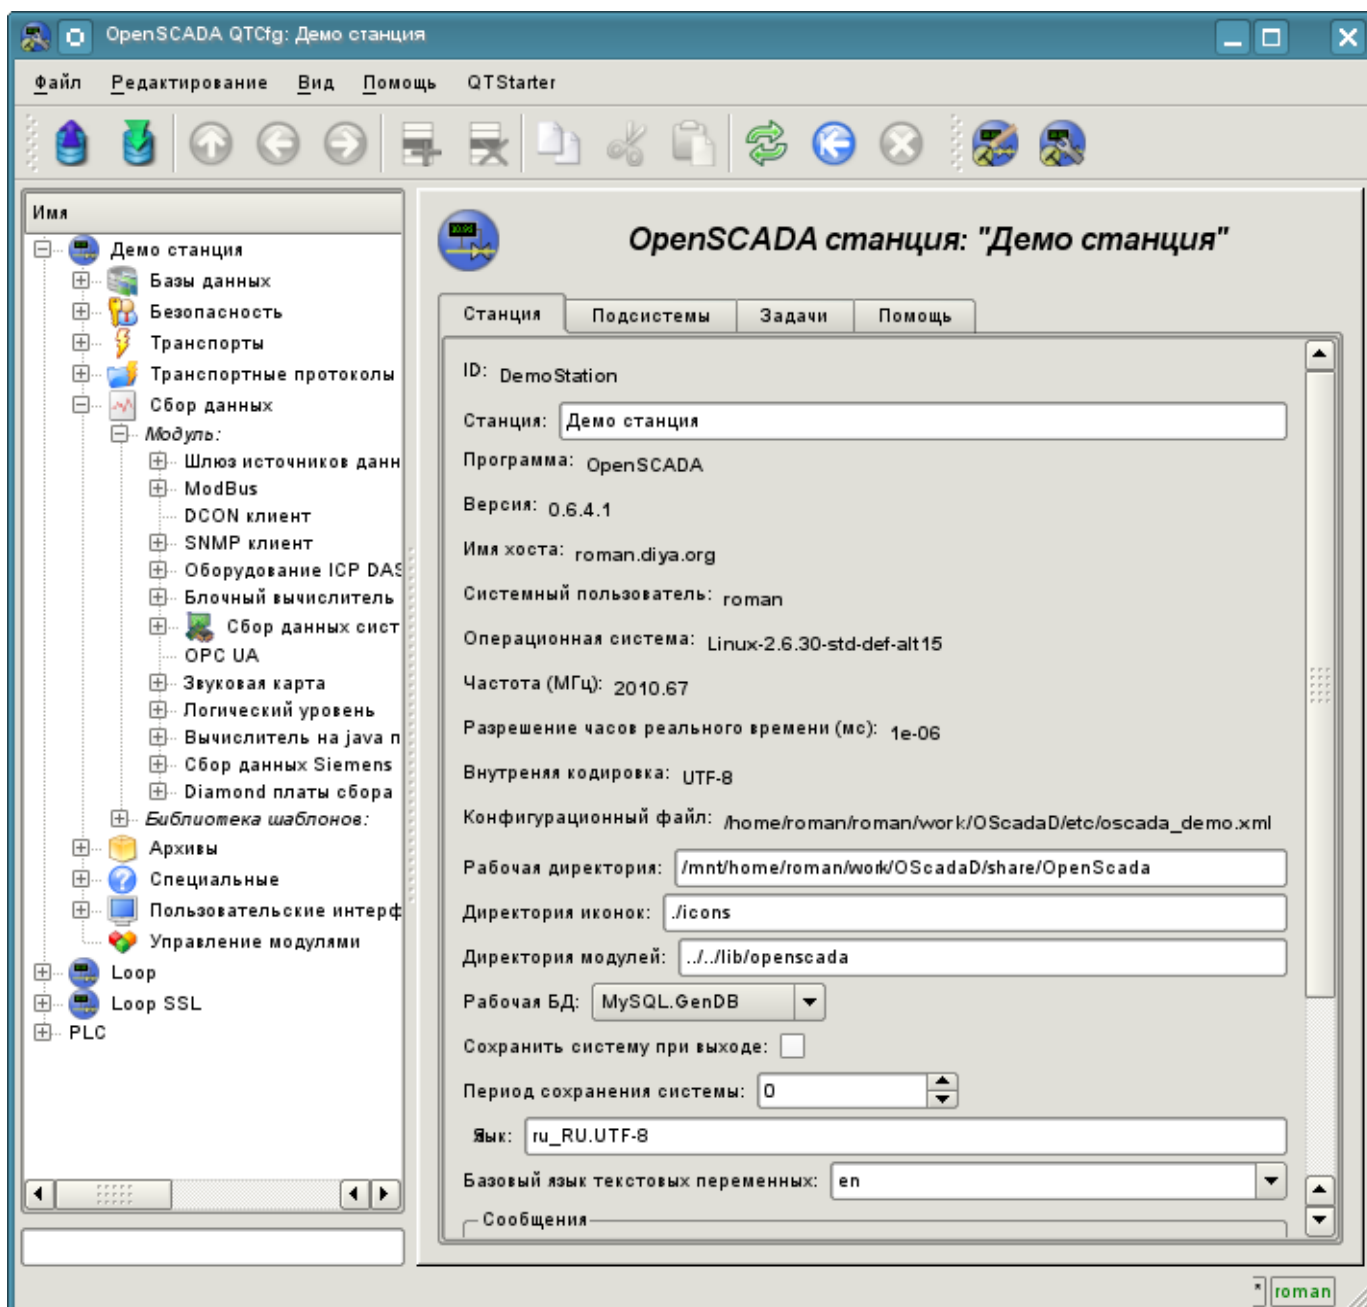 OpenSCADA QTCfg: Демо станция
Файл Редактирование Вид Помощь QTStarter
Имя
Демо станция
Базы данных
Безопасность
Транспорты
Транспортные протоколы
Сбор данных
Модуль:
Шлюз источников данн
ModBus
DCON клиент
SNMP клиент
Оборудование ICP DAS
Блочный вычислитель
Сбор данных сист
OPC UA
Звуковая карта
Логический уровень
Вычислитель на java п
Сбор данных Siemens
Diamond платы сбора
Библиотека шаблонов:
Архивы
Специальные
Пользовательские интерф
Управление модулями
Loop
Loop SSL
PLC
OpenSCADA станция: "Демо станция"
Станция Подсистемы Задачи Помощь
ID: DemoStation
Станция: Демо станция
Программа: OpenSCADA
Версия: 0.6.4.1
Имя хоста: roman.diya.org
Системный пользователь: roman
Операционная система: Linux-2.6.30-std-def-alt15
Частота (МГц): 2010.67
Разрешение часов реального времени (мс): 1e-06
Внутреняя кодировка: UTF-8
Конфигурационный файл: /home/roman/roman/work/OScadaD/etc/oscada_demo.xml
Рабочая директория: /mnt/home/roman/work/OScadaD/share/OpenScada
Директория иконок: ./icons
Директория модулей: ../../lib/openscada
Рабочая БД: MySQL.GenDB
Сохранить систему при выходе:
Период сохранения системы: 0
Язык: ru_RU.UTF-8
Базовый язык текстовых переменных: en
Сообщения
* roman